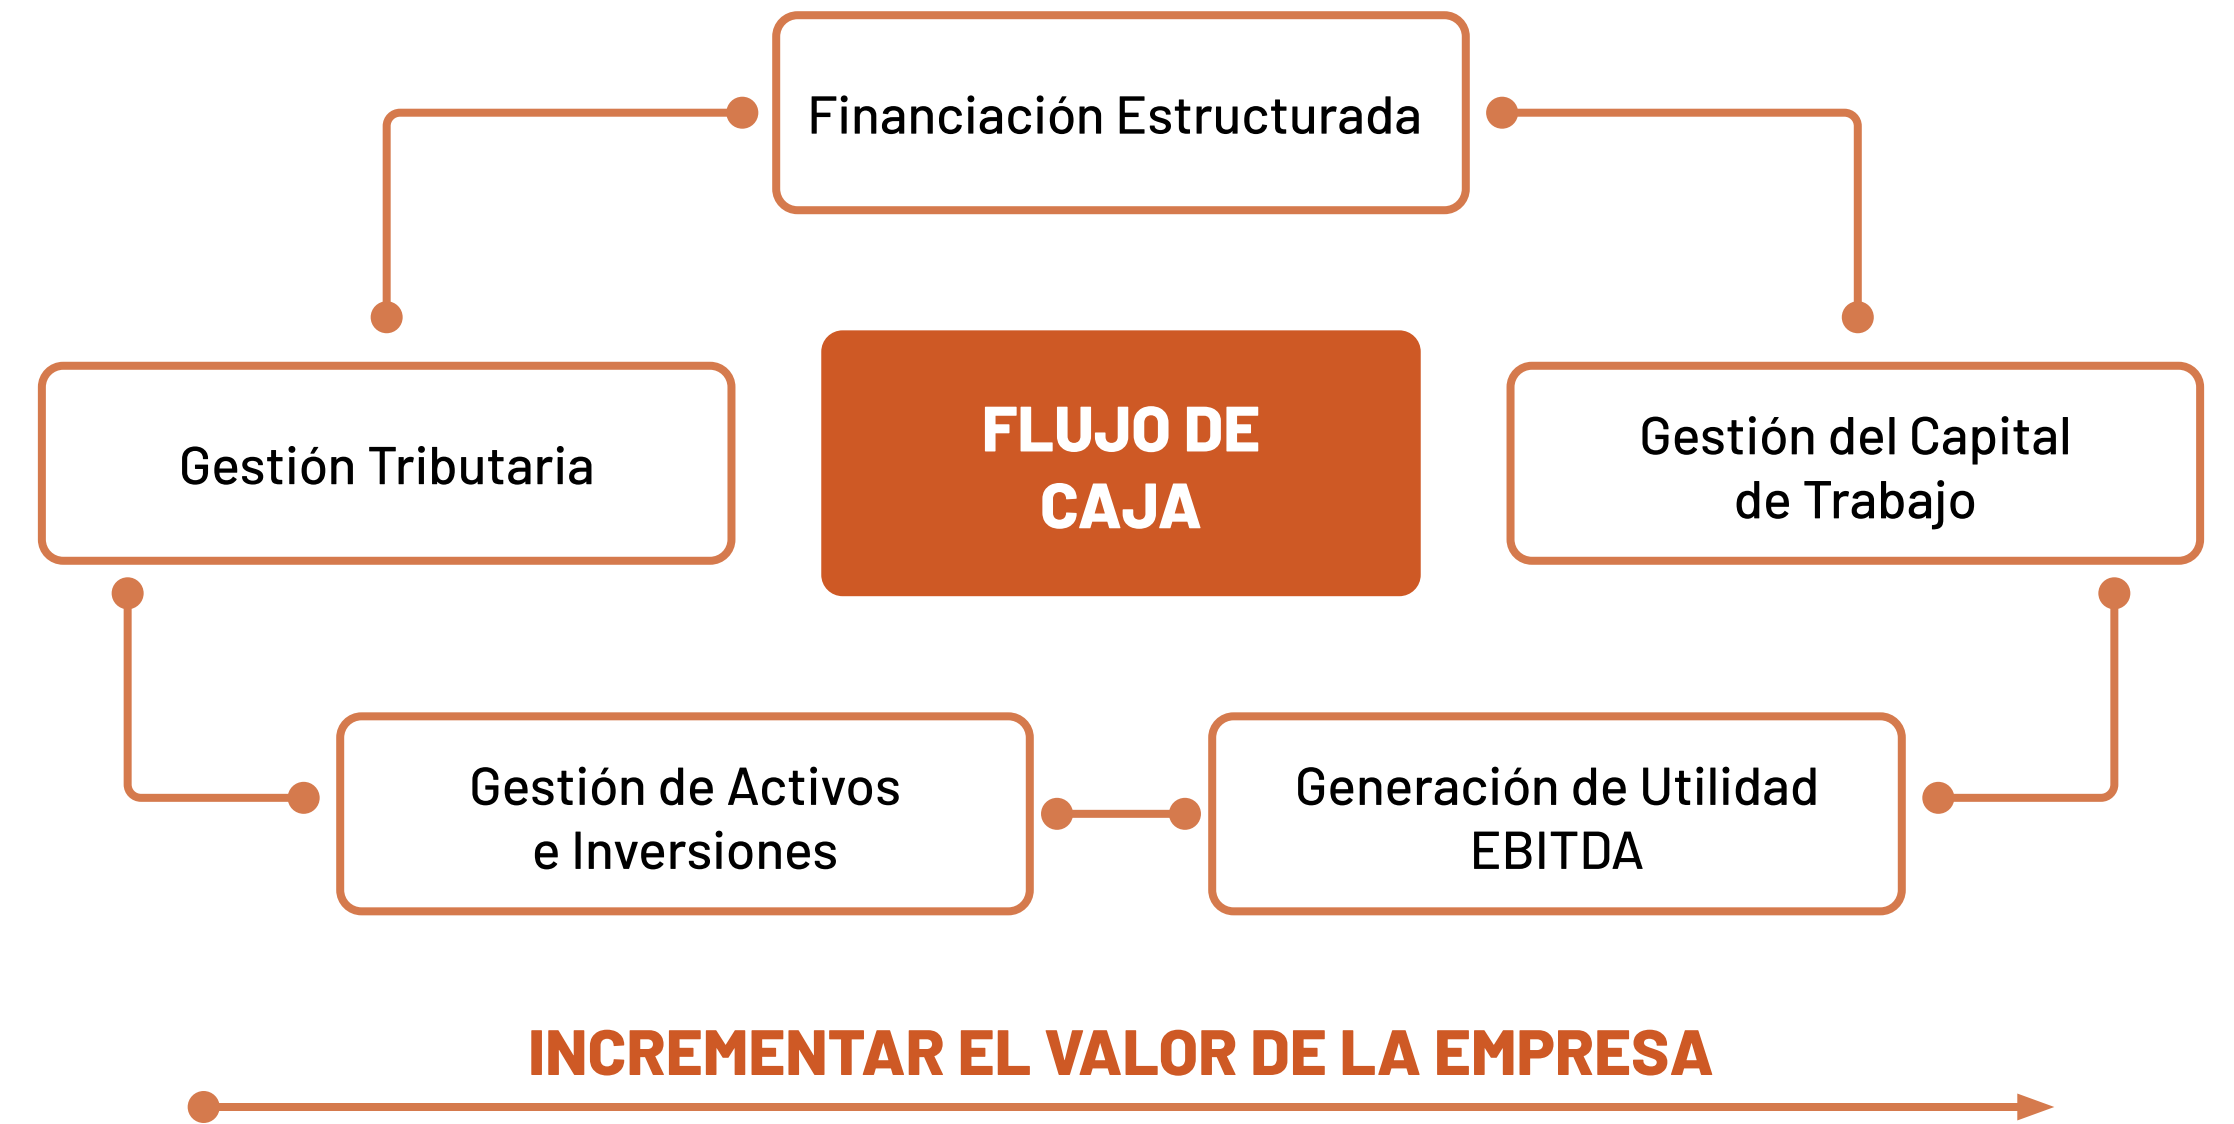 Financiación Estructurada
Gestión Tributaria
FLUJO DE
CAJA
Gestión del Capital
de Trabajo
Gestión de Activos
e Inversiones
Generación de Utilidad
EBITDA
INCREMENTAR EL VALOR DE LA EMPRESA